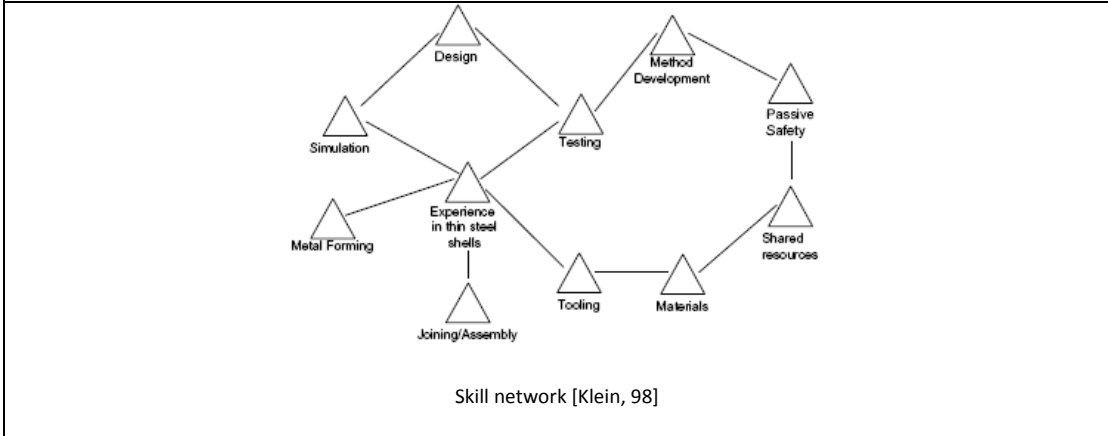 Design
Method
Development
Passive
Safety
Testing
Simulation
Experience
in thin steel
shells
Metal Forming
Shared
resources
Tooling
Materials
Joining/Assembly
Skill network [Klein, 98]